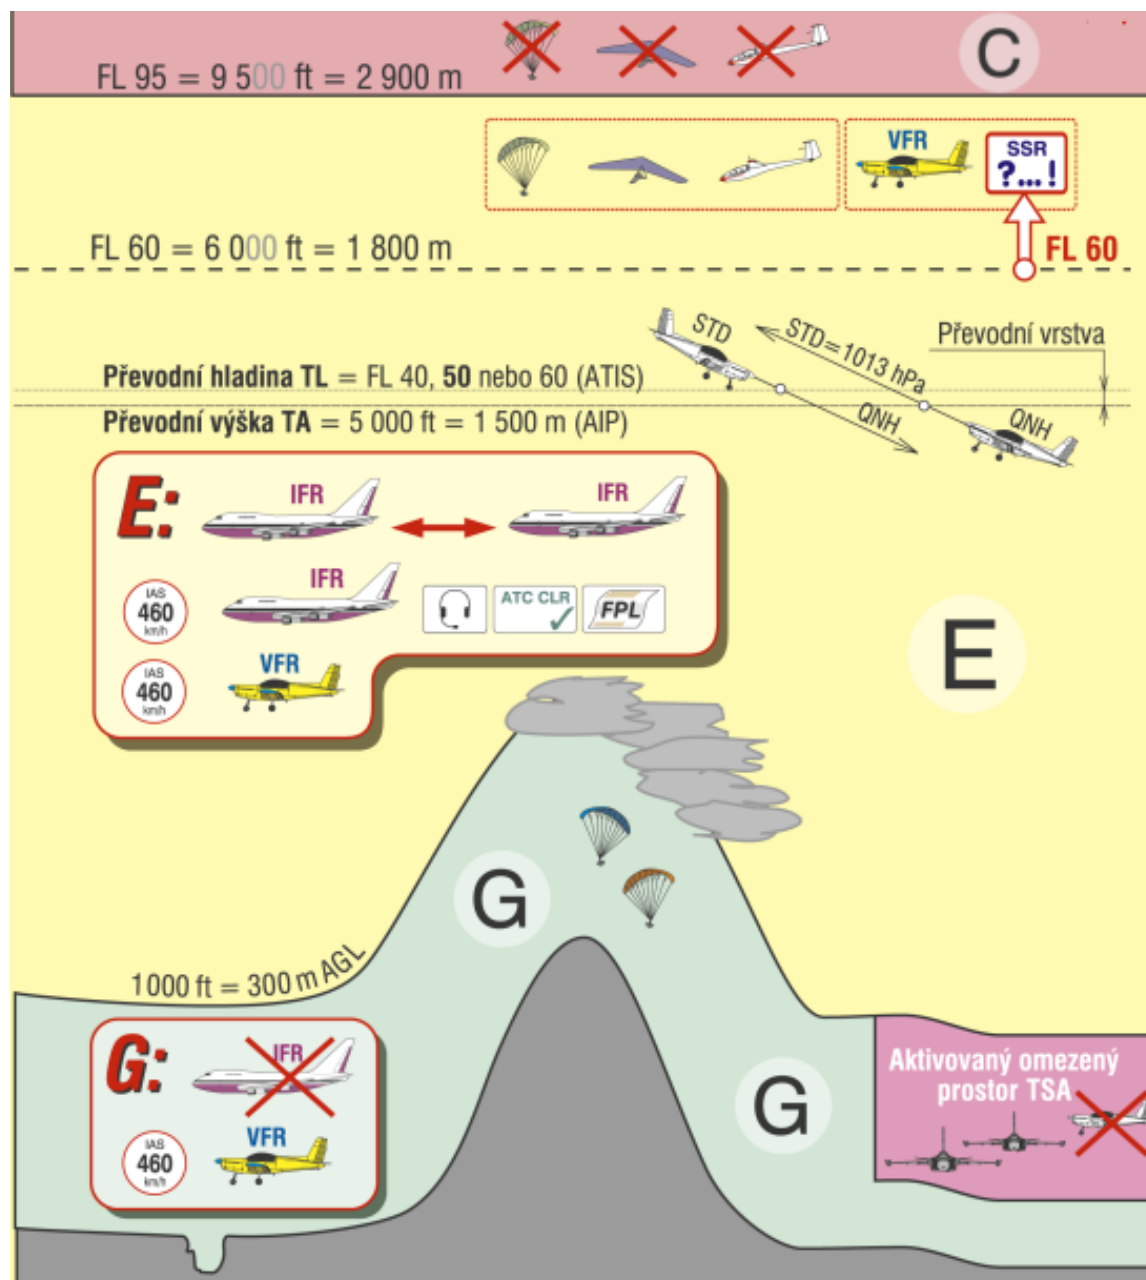 C
FL 95 = 9 500 ft = 2 900 m
VFR
SSR
?...!
FL 60 = 6 000 ft = 1 800 m
FL 60
STD
STD=1013 hPa
Převodní vrstva
Převodní hladina TL = FL 40, 50 nebo 60 (ATIS)
QNH
QNH
Převodní výška TA = 5 000 ft = 1 500 m (AIP)
E:
IFR
IFR
IFR
IAS
460
km/h
ATC CLR
FPL
VFR
IAS
460
km/h
E
G
1000 ft = 300 m AGL
G:
IFR
VFR
IAS
460
km/h
G
Aktivovaný omezený
prostor TSA